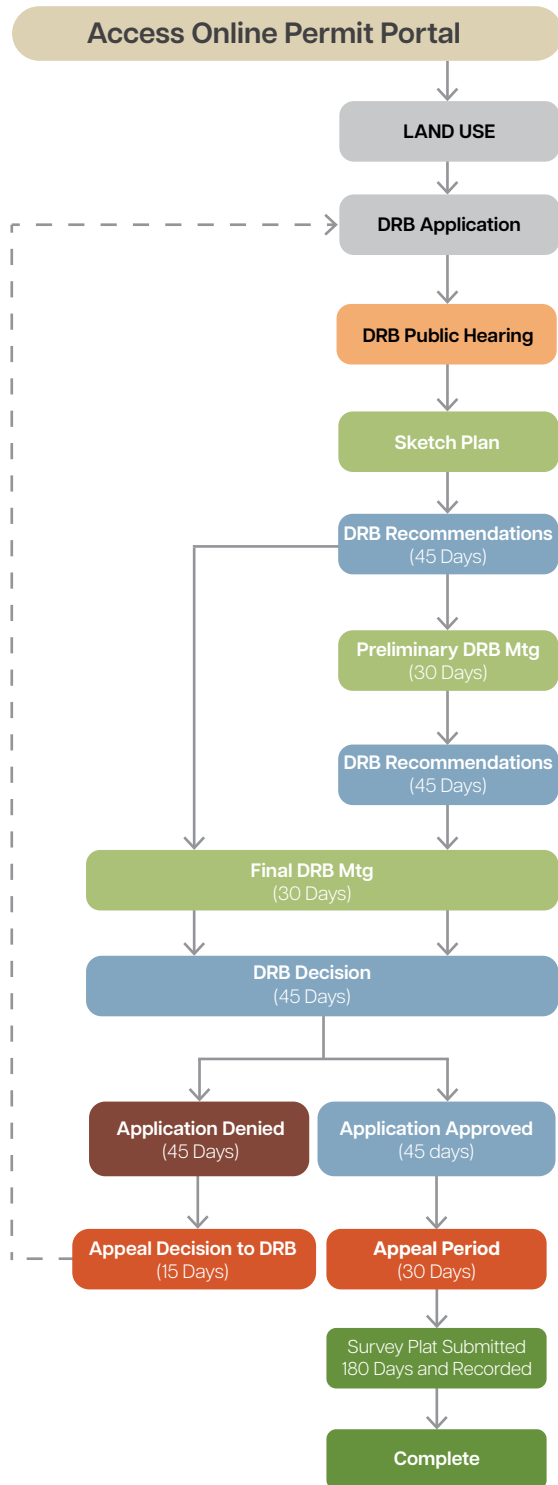 Access Online Permit Portal
LAND USE
DRB Application
DRB Public Hearing
Sketch Plan
DRB Recommendations
(45 Days)
Preliminary DRB Mtg
(30 Days)
DRB Recommendations
(45 Days)
Final DRB Mtg
(30 Days)
DRB Decision
(45 Days)
Application Denied
(45 Days)
Application Approved
(45 days)
Appeal Decision to DRB
(15 Days)
Appeal Period
(30 Days)
Survey Plat Submitted
180 Days and Recorded
Complete